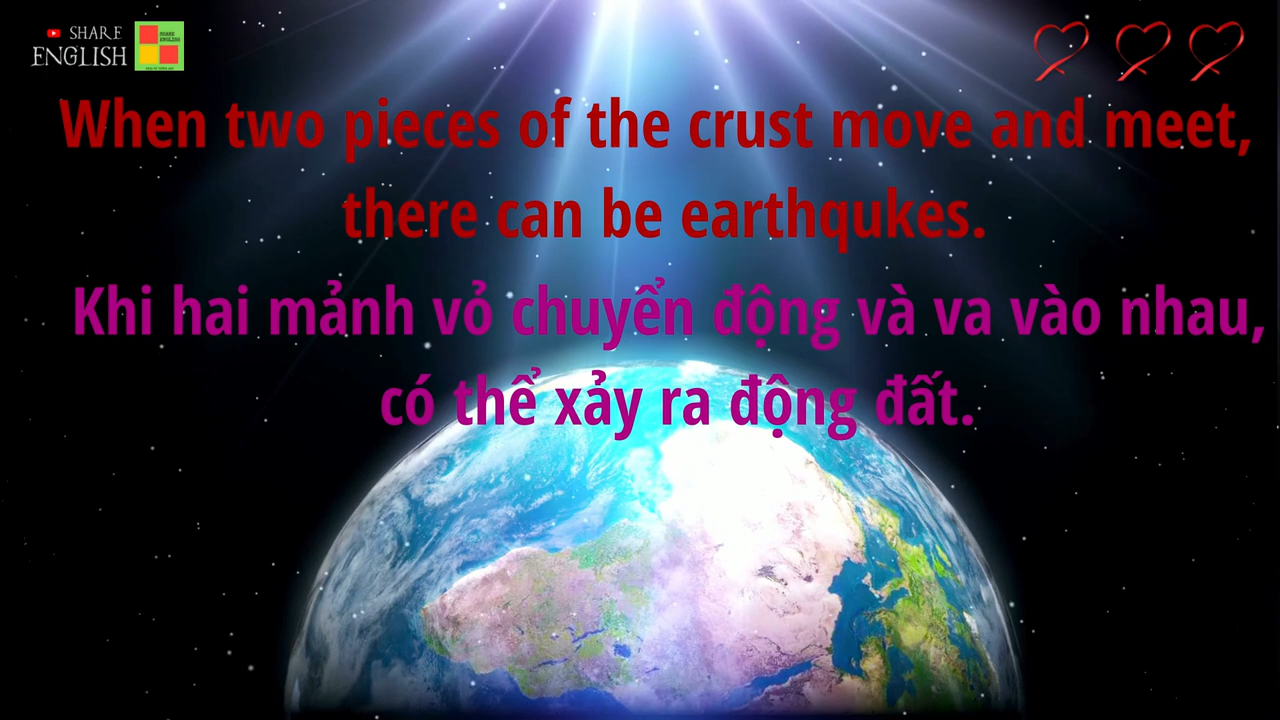 SHARE
ENGLISH
When two pieces of the crust move and meet,
there can be earthqukes.
Khi hai mảnh vỏ chuyển động và va vào nhau,
có thể xảy ra động đất.